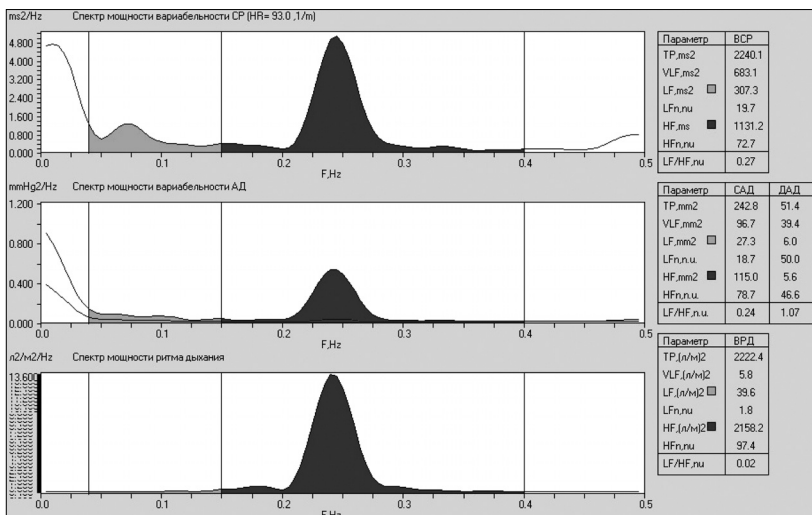 ms2/Hz Спектр мощности вариабельности СР (HR= 93.0 ,1/m)
4.800
4.000
3.200
2.400
1.600
0.800
0.000
0.0 0.1 0.2 0.3 0.4 0.5
F,Hz
Параметр ВСР
TP,ms2 2240.1
VLF,ms2 683.1
LF,ms2 307.3
LFn,nu 19.7
HF,ms 1131.2
HFn,nu 72.7
LF/HF,nu 0.27
mmHg2/Hz Спектр мощности вариабельности АД
1.200
0.800
0.400
0.000
0.0 0.1 0.2 0.3 0.4 0.5
F,Hz
Параметр САД ДАД
TP,mm2 242.8 51.4
VLF,mm2 96.7 39.4
LF,mm2 27.3 6.0
LFn,n.u. 18.7 50.0
HF,mm2 115.0 5.6
HFn,n.u. 78.7 46.6
LF/HF,n.u. 0.24 1.07
л2/м2/Hz Спектр мощности ритма дыхания
13.600
0.0 0.1 0.2 0.3 0.4 0.5
F,Hz
Параметр ВРД
TP,(л/м)2 2222.4
VLF,(л/м)2 5.8
LF,(л/м)2 39.6
LFn,nu 1.8
HF,(л/м)2 2158.2
HFn,nu 97.4
LF/HF,nu 0.02